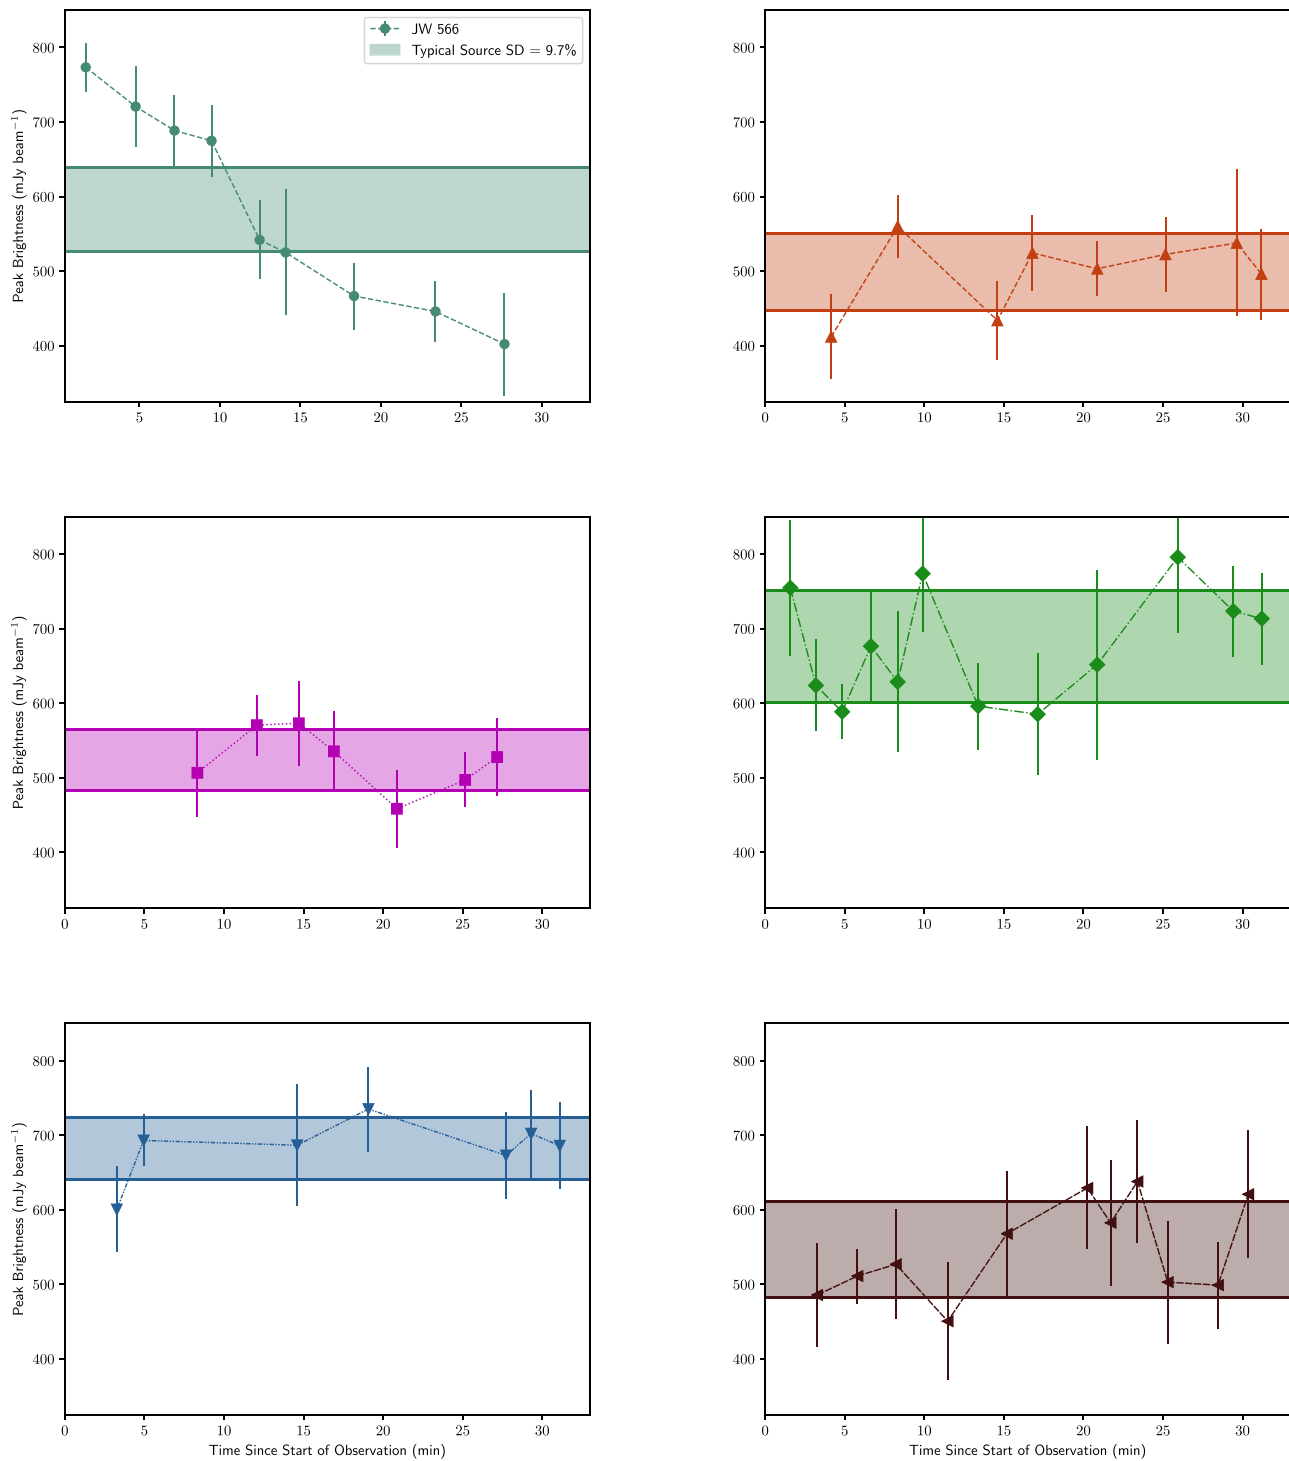 JW 566
Typical Source SD = 9.7%
Peak Brightness (mJy beam⁻¹)
800
700
600
500
400
5 10 15 20 25 30
800
700
600
500
400
0 5 10 15 20 25 30
Peak Brightness (mJy beam⁻¹)
800
700
600
500
400
0 5 10 15 20 25 30
800
700
600
500
400
0 5 10 15 20 25 30
Peak Brightness (mJy beam⁻¹)
800
700
600
500
400
0 5 10 15 20 25 30
Time Since Start of Observation (min)
800
700
600
500
400
0 5 10 15 20 25 30
Time Since Start of Observation (min)